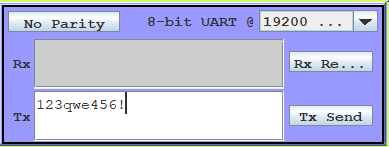 No Parity 8-bit UART @ 19200 ...
Rx Rx Re...
123qwe456!
Tx Tx Send